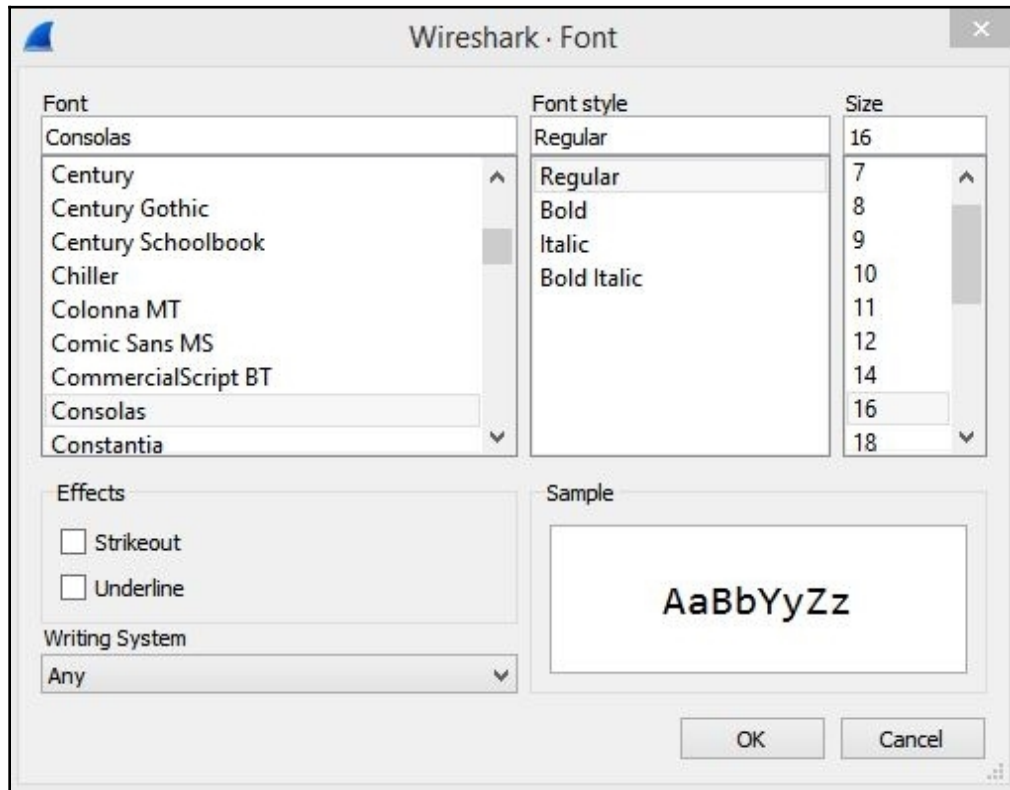 Wireshark · Font
Font
Consolas
Century
Century Gothic
Century Schoolbook
Chiller
Colonna MT
Comic Sans MS
CommercialScript BT
Consolas
Constantia
Font style
Regular
Regular
Bold
Italic
Bold Italic
Size
16
7
8
9
10
11
12
14
16
18
Effects
Strikeout
Underline
Writing System
Any
Sample
AaBbYyZz
OK
Cancel